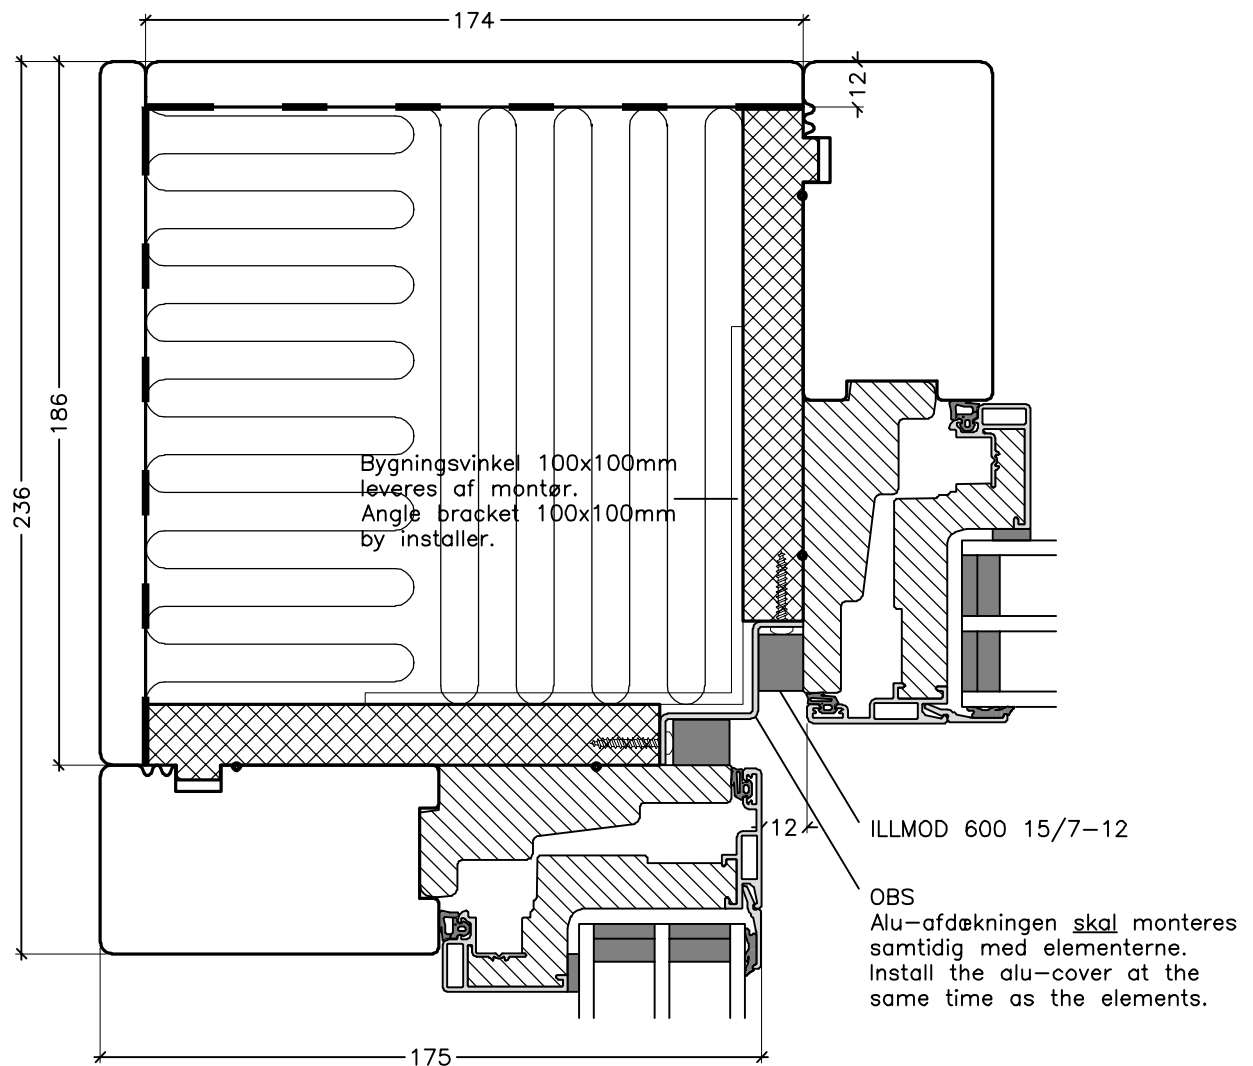 174
12
186
236
Bygningsvinkel 100x100mm
leveres af montør.
Angle bracket 100x100mm
by installer.
12
ILLMOD 600 15/7-12
OBS
Alu-afdækningen skal monteres
samtidig med elementerne.
Install the alu-cover at the
same time as the elements.
175